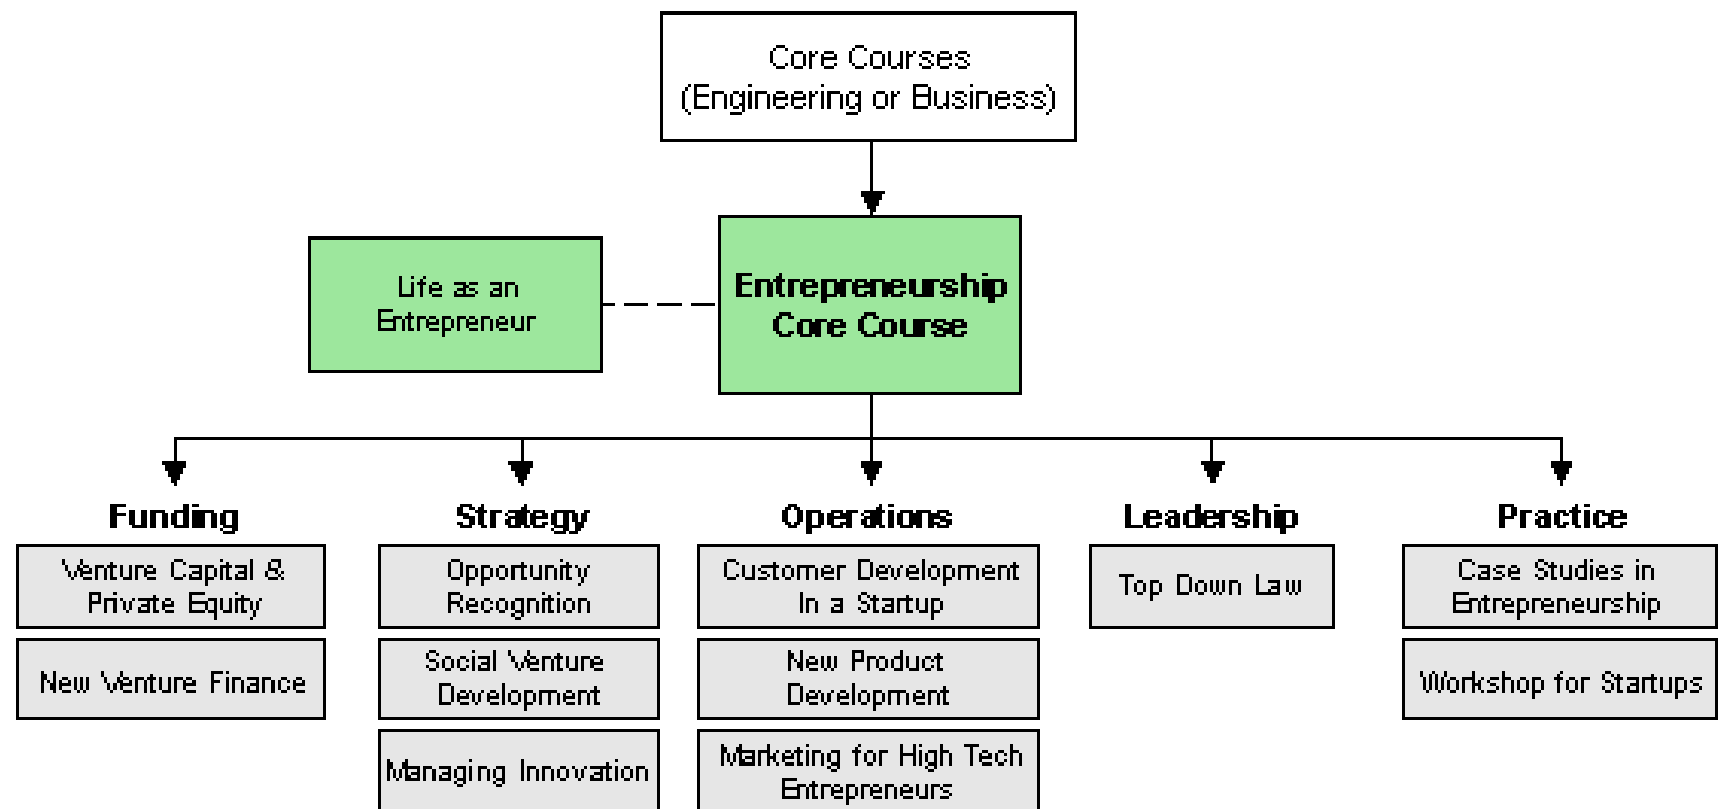 Core Courses
(Engineering or Business)
Life as an
Entrepreneur
Entrepreneurship
Core Course
Funding
Venture Capital &
Private Equity
New Venture Finance
Strategy
Opportunity
Recognition
Social Venture
Development
Managing Innovation
Operations
Customer Development
In a Startup
New Product
Development
Marketing for High Tech
Entrepreneurs
Leadership
Top Down Law
Practice
Case Studies in
Entrepreneurship
Workshop for Startups